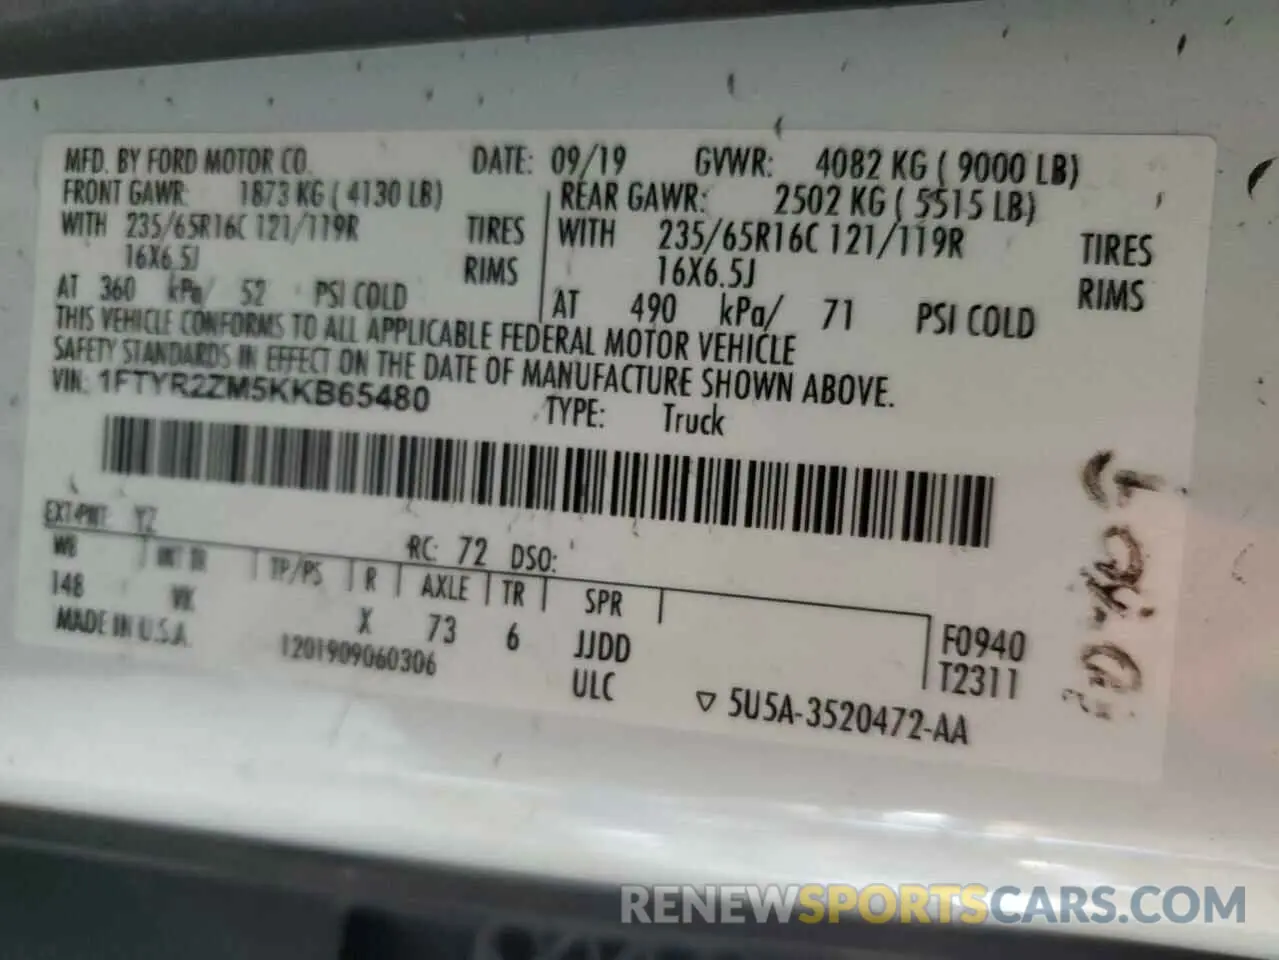 MFD. BY FORD MOTOR CO. DATE: 09/19 GVWR: 4082 KG ( 9000 LB)
FRONT GAWR: 1873 KG ( 4130 LB) REAR GAWR: 2502 KG ( 5515 LB)
WITH 235/65R16C 121/119R TIRES WITH 235/65R16C 121/119R TIRES
16X6.5J RIMS 16X6.5J RIMS
AT 360 kPa/ 52 PSI COLD AT 490 kPa/ 71 PSI COLD
THIS VEHICLE CONFORMS TO ALL APPLICABLE FEDERAL MOTOR VEHICLE
SAFETY STANDARDS IN EFFECT ON THE DATE OF MANUFACTURE SHOWN ABOVE.
VIN: 1FTYR2ZM5KKB65480 TYPE: Truck
EXT PNT: YZ RC: 72 DSO:
WB INT TR TP/PS R AXLE TR SPR
148 VK X 73 6 JJDD F0940
MADE IN U.S.A. 1201909060306 ULC T2311
▽ 5U5A-3520472-AA
RENEWSPORTSCARS.COM